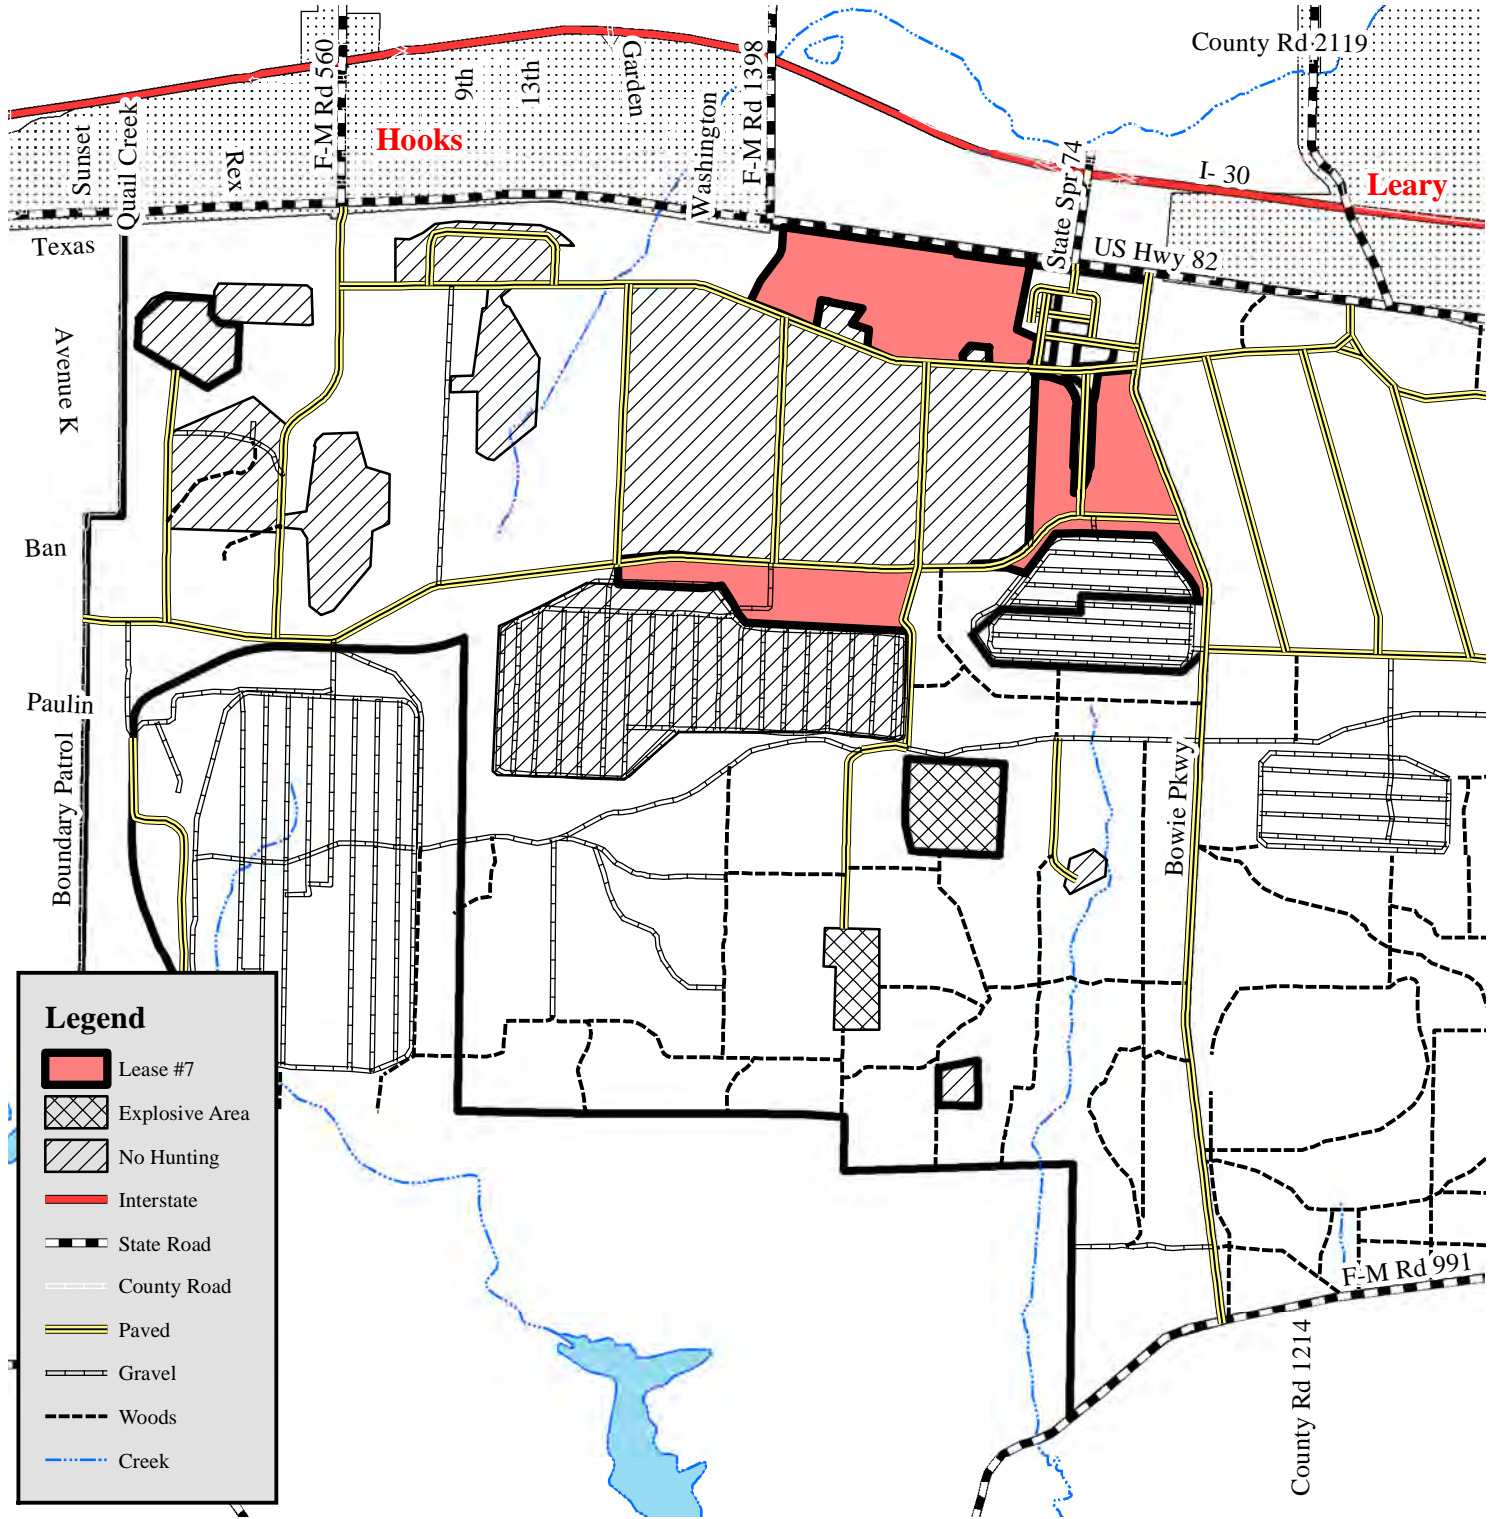 County Rd 2119
F-M Rd 560
9th
13th
Garden
F-M Rd 1398
Sunset
Quail Creek
Rex
Hooks
Washington
State Spr 74
I- 30
Leary
Texas
US Hwy 82
Avenue K
Ban
Paulin
Boundary Patrol
Bowie Pkwy
F-M Rd 991
County Rd 1214
Legend
Lease #7
Explosive Area
No Hunting
Interstate
State Road
County Road
Paved
Gravel
Woods
Creek